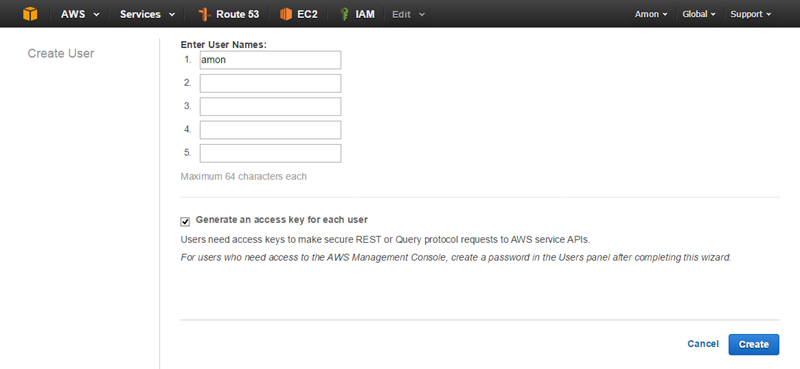 AWS Services Route 53 EC2 IAM Edit Amon Global Support
Create User
Enter User Names:
1. amon
2.
3.
4.
5.
Maximum 64 characters each
Generate an access key for each user
Users need access keys to make secure REST or Query protocol requests to AWS service APIs.
For users who need access to the AWS Management Console, create a password in the Users panel after completing this wizard.
Cancel Create